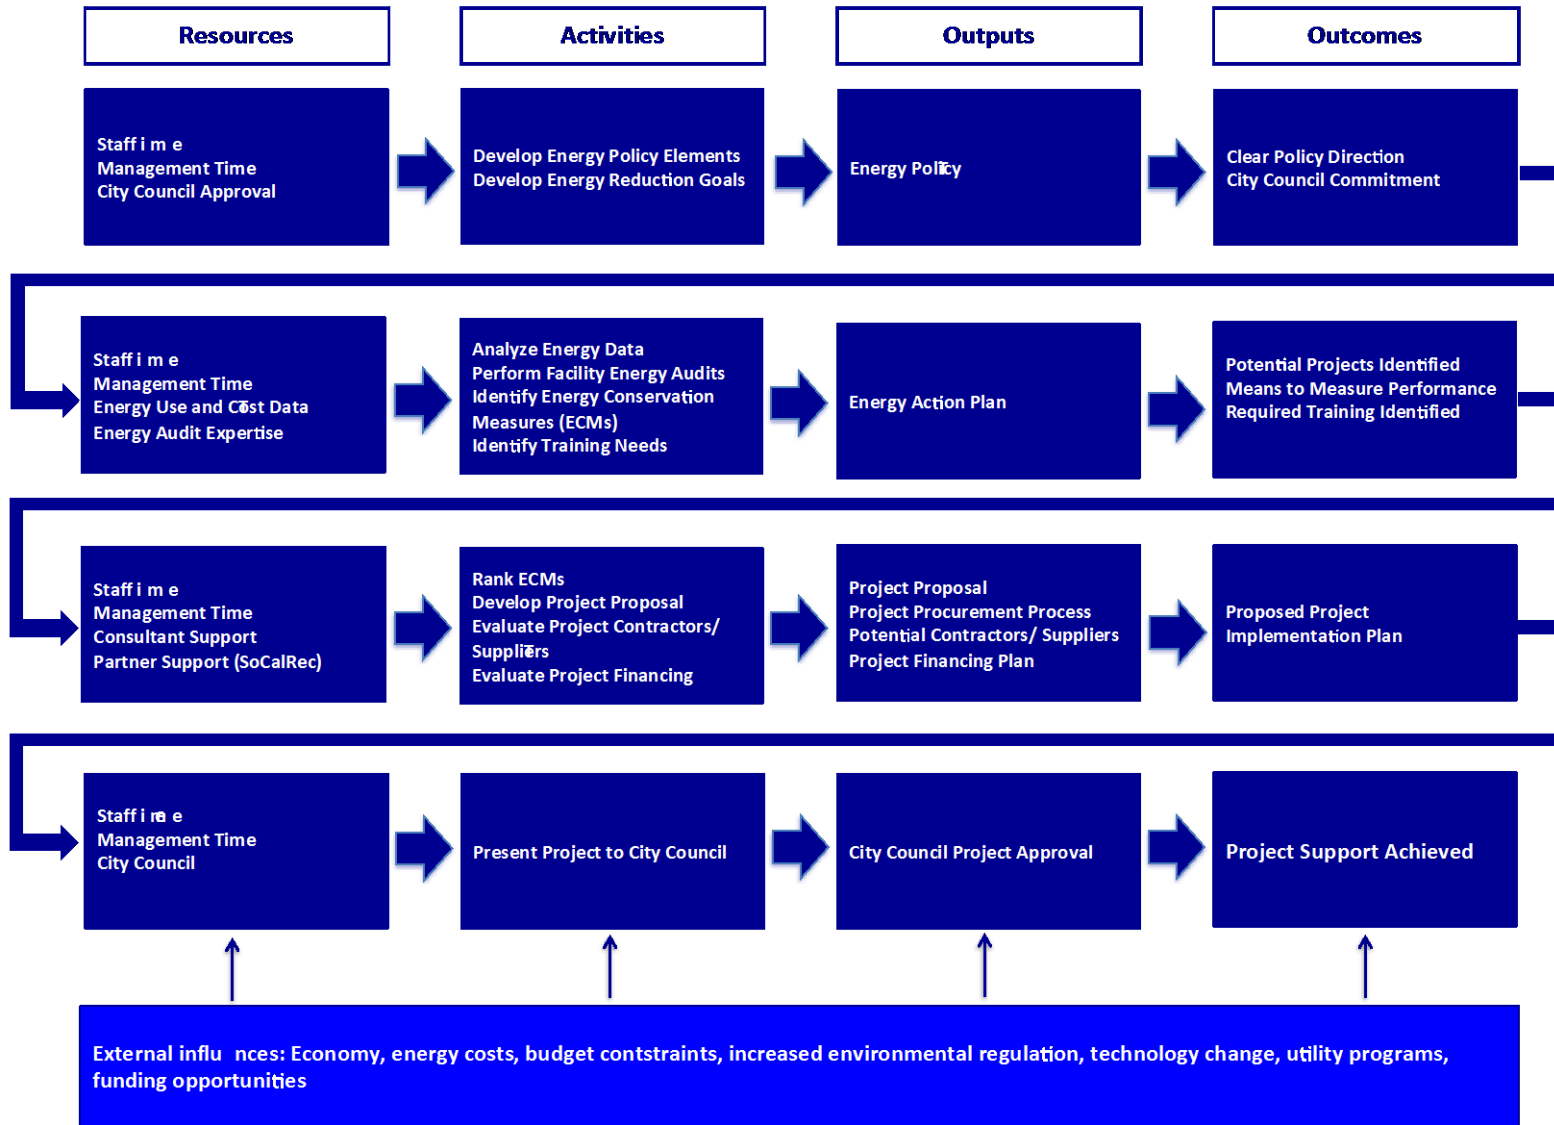 Resources
Activities
Outputs
Outcomes
Staff i m e
Management Time
City Council Approval
Develop Energy Policy Elements
Develop Energy Reduction Goals
Energy Policy
Clear Policy Direction
City Council Commitment
Staff i m e
Management Time
Energy Use and Cost Data
Energy Audit Expertise
Analyze Energy Data
Perform Facility Energy Audits
Identify Energy Conservation
Measures (ECMs)
Identify Training Needs
Energy Action Plan
Potential Projects Identified
Means to Measure Performance
Required Training Identified
Staff i m e
Management Time
Consultant Support
Partner Support (SoCalRec)
Rank ECMs
Develop Project Proposal
Evaluate Project Contractors/
Suppliers
Evaluate Project Financing
Project Proposal
Project Procurement Process
Potential Contractors/ Suppliers
Project Financing Plan
Proposed Project
Implementation Plan
Staff i m e
Management Time
City Council
Present Project to City Council
City Council Project Approval
Project Support Achieved
External influ nces: Economy, energy costs, budget contstraints, increased environmental regulation, technology change, utility programs,
funding opportunities